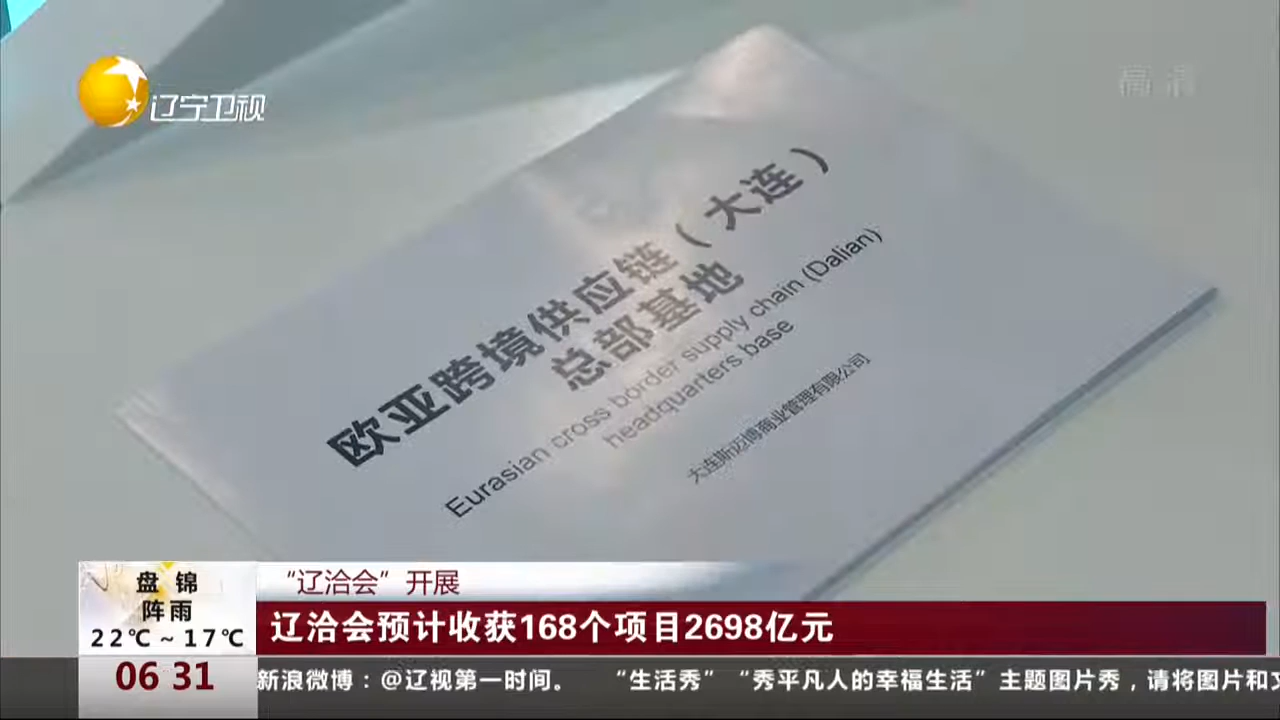 辽宁卫视
高清
欧亚跨境供应链（大连）
总部基地
Eurasian cross border supply chain (Dalian)
headquarters base
大连斯迈博商业管理有限公司
盘锦
阵雨
22℃~17℃
06 31
“辽洽会”开展
辽洽会预计收获168个项目2698亿元
新浪微博：@辽视第一时间。 “生活秀”“秀平凡人的幸福生活”主题图片秀，请将图片和文